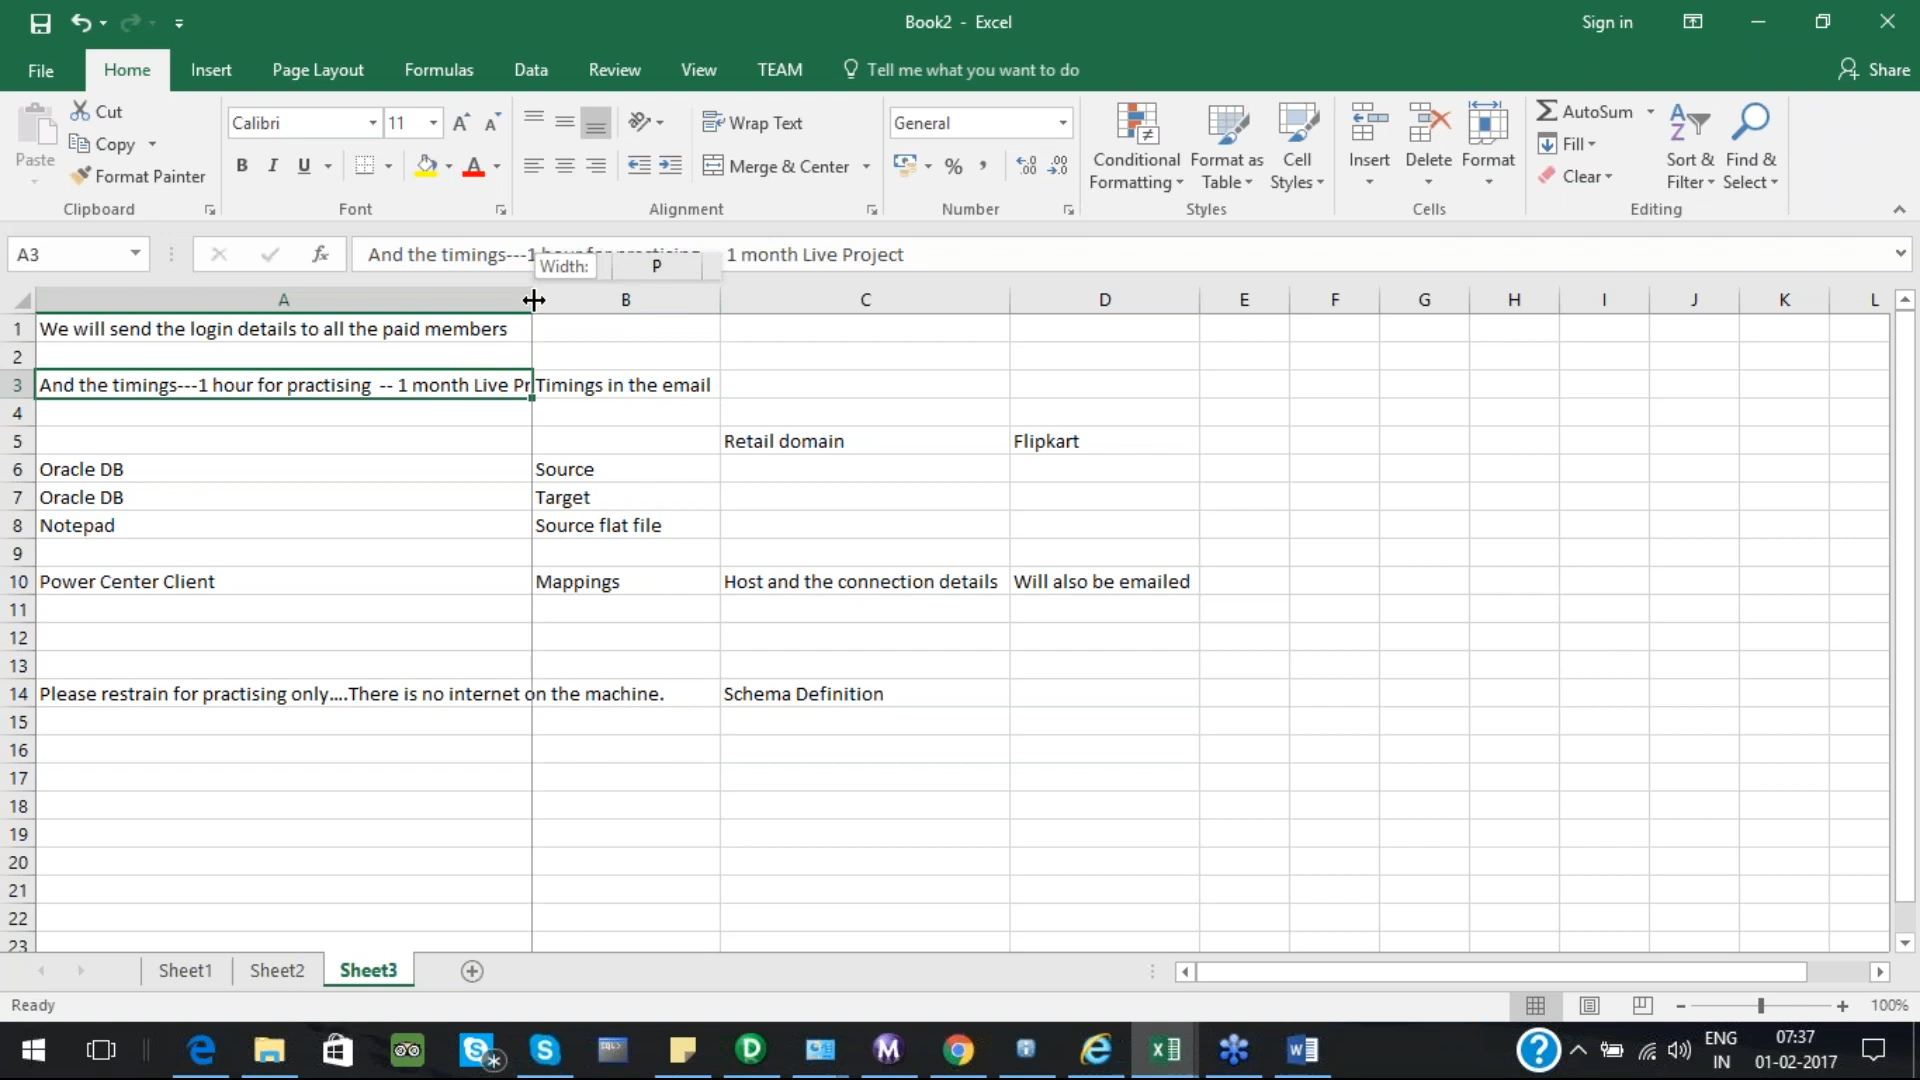 Book2 - Excel
Sign in
File Home Insert Page Layout Formulas Data Review View TEAM Tell me what you want to do Share
Paste
Cut
Copy
Format Painter
Clipboard
Calibri 11
B I U
Font
Wrap Text
Merge & Center
Alignment
General
%
Number
Conditional Formatting
Format as Table
Cell Styles
Styles
Insert Delete Format
Cells
AutoSum
Fill
Clear
Sort & Filter
Find & Select
Editing
A3
fx
And the timings---1 1 month Live Project
Width: P
A B C D E F G H I J K L
1 We will send the login details to all the paid members
2
3 And the timings---1 hour for practising -- 1 month Live Pr Timings in the email
4
5 Retail domain Flipkart
6 Oracle DB Source
7 Oracle DB Target
8 Notepad Source flat file
9
10 Power Center Client Mappings Host and the connection details Will also be emailed
11
12
13
14 Please restrain for practising only....There is no internet on the machine. Schema Definition
15
16
17
18
19
20
21
22
23
Sheet1 Sheet2 Sheet3
Ready
100%
ENG 07:37
IN 01-02-2017